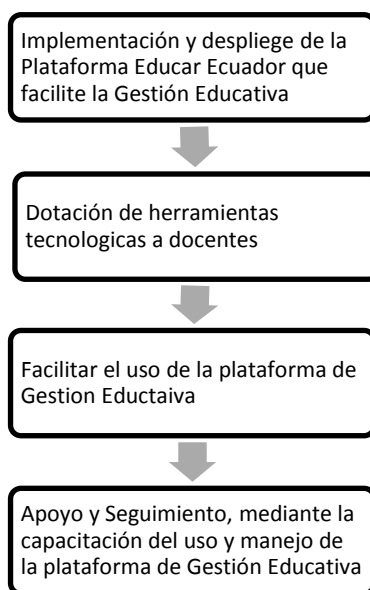 Implementación y despliege de la
Plataforma Educar Ecuador que
facilite la Gestión Educativa
Dotación de herramientas
tecnologicas a docentes
Facilitar el uso de la plataforma de
Gestion Eductaiva
Apoyo y Seguimiento, mediante la
capacitación del uso y manejo de
la plataforma de Gestión Educativa